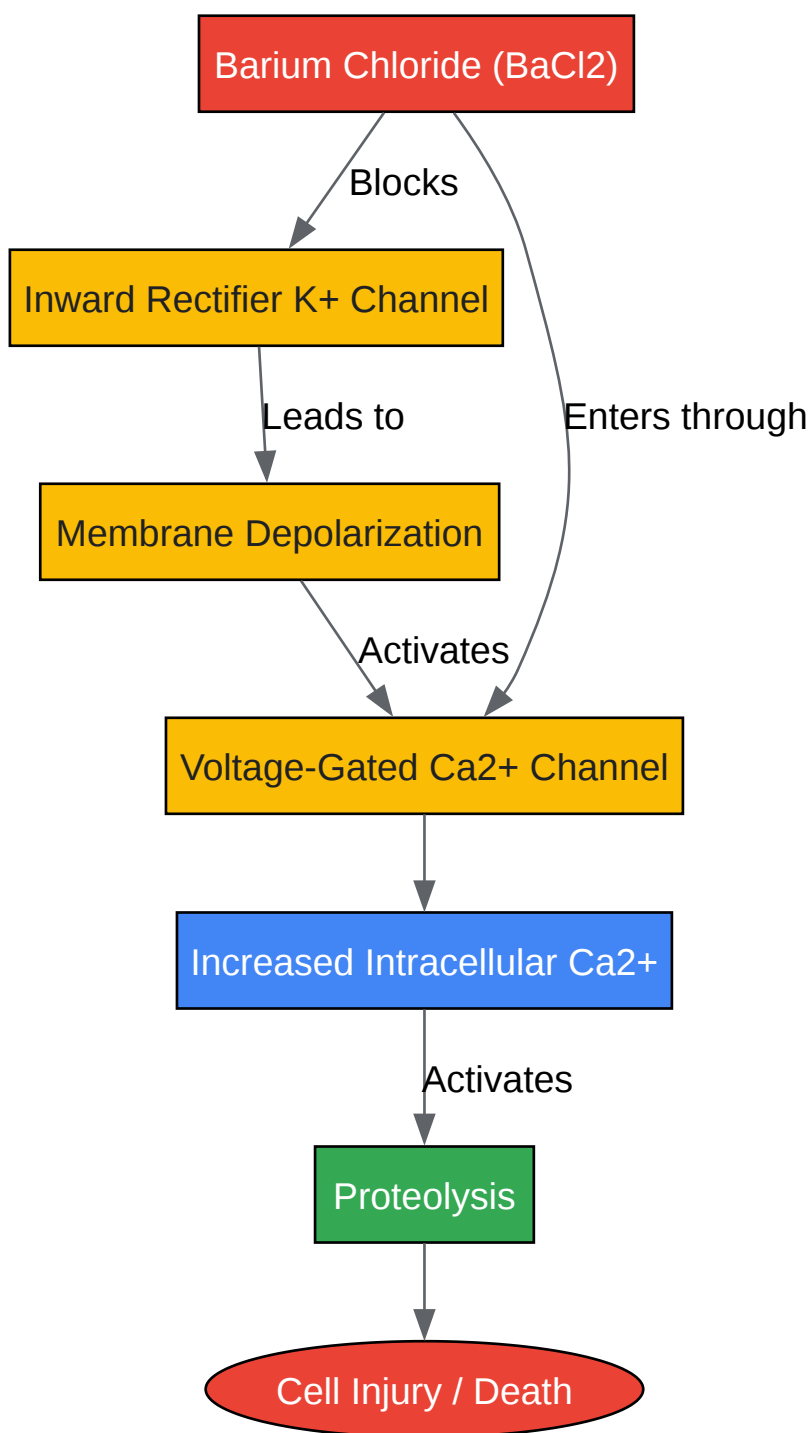 Barium Chloride (BaCl2)
Blocks
Inward Rectifier K+ Channel
Leads to
Enters through
Membrane Depolarization
Activates
Voltage-Gated Ca2+ Channel
Increased Intracellular Ca2+
Activates
Proteolysis
Cell Injury / Death